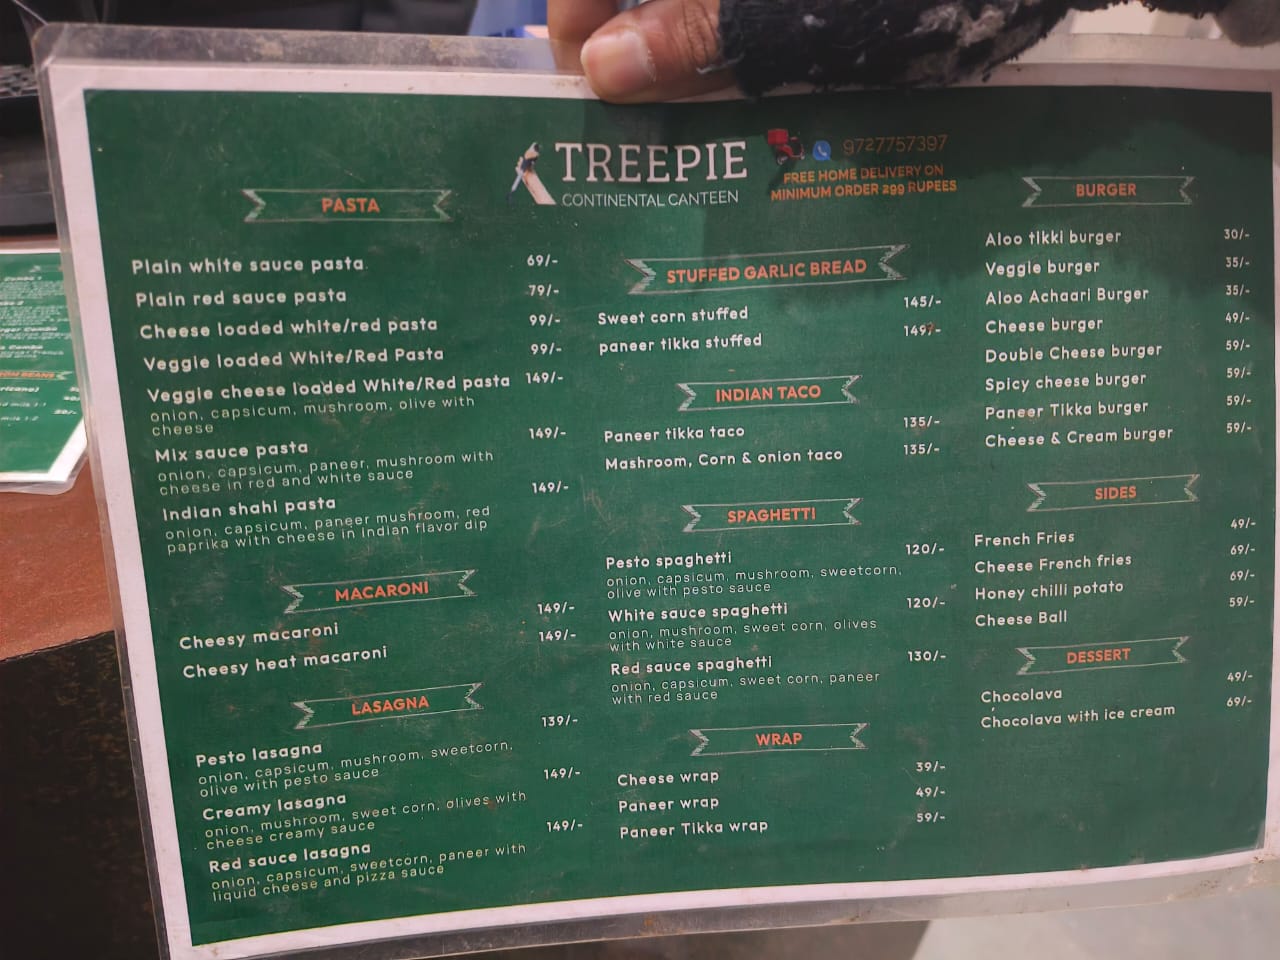 TREEPIE
CONTINENTAL CANTEEN
9727757397
FREE HOME DELIVERY ON
MINIMUM ORDER 299 RUPEES
PASTA
Plain white sauce pasta 69/-
Plain red sauce pasta 79/-
Cheese loaded white/red pasta 99/-
Veggie loaded White/Red Pasta 99/-
Veggie cheese loaded White/Red pasta 149/-
onion, capsicum, mushroom, olive with
cheese
Mix sauce pasta 149/-
onion, capsicum, paneer, mushroom with
cheese in red and white sauce
Indian shahi pasta 149/-
onion, capsicum, paneer mushroom, red
paprika with cheese in Indian flavor dip
MACARONI
Cheesy macaroni 149/-
Cheesy heat macaroni 149/-
LASAGNA
Pesto lasagna 139/-
onion, capsicum, mushroom, sweetcorn,
olive with pesto sauce
Creamy lasagna 149/-
onion, mushroom, sweet corn, olives with
cheese creamy sauce
Red sauce lasagna 149/-
onion, capsicum, sweetcorn, paneer with
liquid cheese and pizza sauce
STUFFED GARLIC BREAD
Sweet corn stuffed 145/-
paneer tikka stuffed 149/-
INDIAN TACO
Paneer tikka taco 135/-
Mashroom, Corn & onion taco 135/-
SPAGHETTI
Pesto spaghetti 120/-
onion, capsicum, mushroom, sweetcorn,
olive with pesto sauce
White sauce spaghetti 120/-
onion, mushroom, sweet corn, olives
with white sauce
Red sauce spaghetti 130/-
onion, capsicum, sweet corn, paneer
with red sauce
WRAP
Cheese wrap 39/-
Paneer wrap 49/-
Paneer Tikka wrap 59/-
BURGER
Aloo tikki burger 30/-
Veggie burger 35/-
Aloo Achaari Burger 35/-
Cheese burger 49/-
Double Cheese burger 59/-
Spicy cheese burger 59/-
Paneer Tikka burger 59/-
Cheese & Cream burger 59/-
SIDES
French Fries 49/-
Cheese French fries 69/-
Honey chilli potato 69/-
Cheese Ball 59/-
DESSERT
Chocolava 49/-
Chocolava with ice cream 69/-